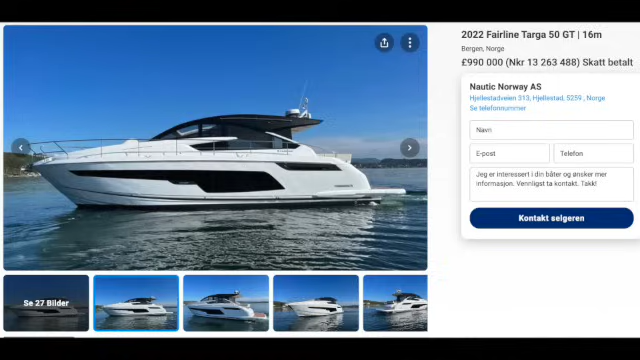 2022 Fairline Targa 50 GT | 16m
Bergen, Norge
£990 000 (Nkr 13 263 488) Skatt betalt
Nautic Norway AS
Hjellestadveien 313, Hjellestad, 5259 , Norge
Se telefonnummer
Navn
E-post
Telefon
Jeg er interessert i din båter og ønsker mer
informasjon. Vennligst ta kontakt. Takk!
Kontakt selgeren
Se 27 Bilder